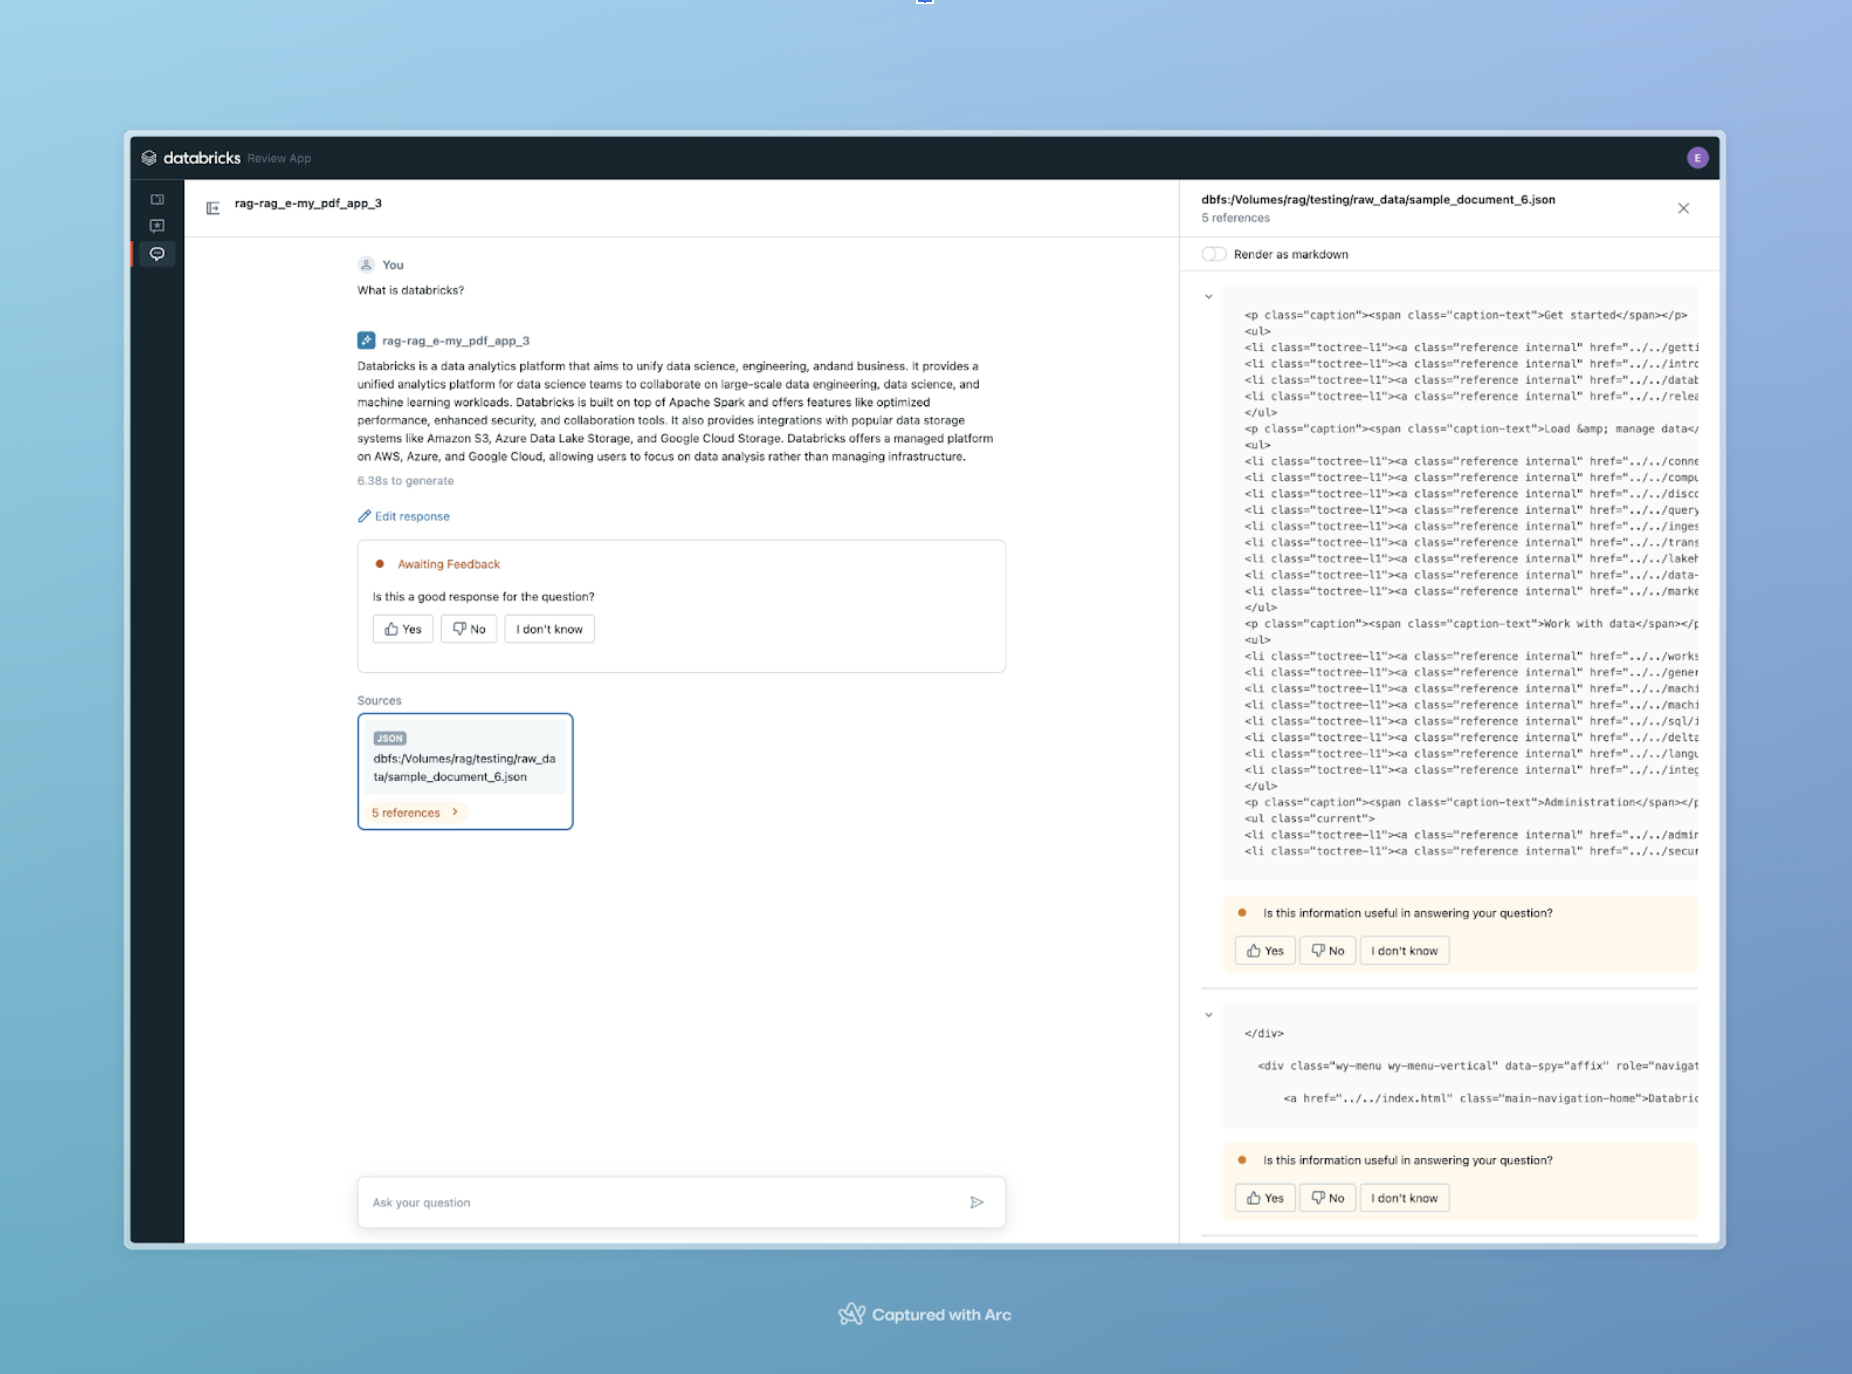 databricks Review App
E
rag-rag_e-my_pdf_app_3
You
What is databricks?
rag-rag_e-my_pdf_app_3
Databricks is a data analytics platform that aims to unify data science, engineering, andand business. It provides a
unified analytics platform for data science teams to collaborate on large-scale data engineering, data science, and
machine learning workloads. Databricks is built on top of Apache Spark and offers features like optimized
performance, enhanced security, and collaboration tools. It also provides integrations with popular data storage
systems like Amazon S3, Azure Data Lake Storage, and Google Cloud Storage. Databricks offers a managed platform
on AWS, Azure, and Google Cloud, allowing users to focus on data analysis rather than managing infrastructure.
6.38s to generate
Edit response
Awaiting Feedback
Is this a good response for the question?
Yes No I don't know
Sources
JSON
dbfs:/Volumes/rag/testing/raw_da
ta/sample_document_6.json
5 references
Ask your question
dbfs:/Volumes/rag/testing/raw_data/sample_document_6.json
5 references
Render as markdown
<p class="caption"><span class="caption-text">Get started</span></p>
<ul>
<li class="toctree-l1"><a class="reference internal" href="../../getti
<li class="toctree-l1"><a class="reference internal" href="../../intro
<li class="toctree-l1"><a class="reference internal" href="../../datab
<li class="toctree-l1"><a class="reference internal" href="../../relea
</ul>
<p class="caption"><span class="caption-text">Load &amp; manage data</
<ul>
<li class="toctree-l1"><a class="reference internal" href="../../conne
<li class="toctree-l1"><a class="reference internal" href="../../compu
<li class="toctree-l1"><a class="reference internal" href="../../disco
<li class="toctree-l1"><a class="reference internal" href="../../query
<li class="toctree-l1"><a class="reference internal" href="../../inges
<li class="toctree-l1"><a class="reference internal" href="../../trans
<li class="toctree-l1"><a class="reference internal" href="../../lakeh
<li class="toctree-l1"><a class="reference internal" href="../../data-
<li class="toctree-l1"><a class="reference internal" href="../../marke
</ul>
<p class="caption"><span class="caption-text">Work with data</span></p
<ul>
<li class="toctree-l1"><a class="reference internal" href="../../works
<li class="toctree-l1"><a class="reference internal" href="../../gener
<li class="toctree-l1"><a class="reference internal" href="../../machi
<li class="toctree-l1"><a class="reference internal" href="../../machi
<li class="toctree-l1"><a class="reference internal" href="../../sql/i
<li class="toctree-l1"><a class="reference internal" href="../../delta
<li class="toctree-l1"><a class="reference internal" href="../../langu
<li class="toctree-l1"><a class="reference internal" href="../../integ
</ul>
<p class="caption"><span class="caption-text">Administration</span></p
<ul class="current">
<li class="toctree-l1"><a class="reference internal" href="../../admin
<li class="toctree-l1"><a class="reference internal" href="../../secur
Is this information useful in answering your question?
Yes No I don't know
</div>
<div class="wy-menu wy-menu-vertical" data-spy="affix" role="navigat
<a href="../../index.html" class="main-navigation-home">Databric
Is this information useful in answering your question?
Yes No I don't know
Captured with Arc